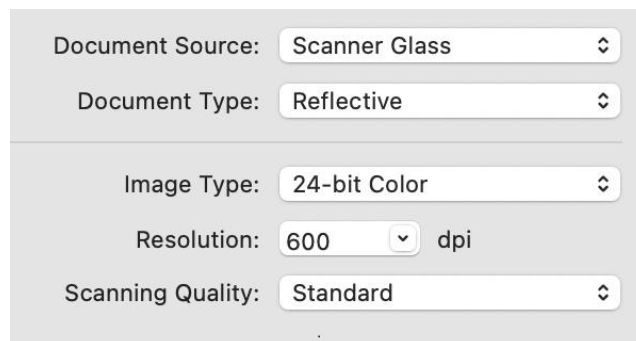 Document Source: Scanner Glass
Document Type: Reflective
Image Type: 24-bit Color
Resolution: 600 dpi
Scanning Quality: Standard